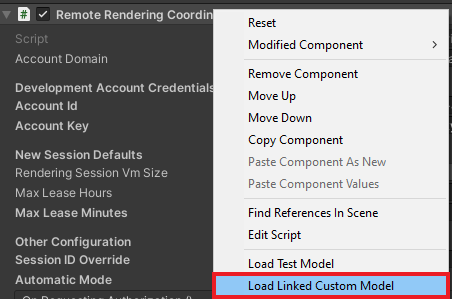 Remote Rendering Coordin
Script
Account Domain
Development Account Credentials
Account Id
Account Key
New Session Defaults
Rendering Session Vm Size
Max Lease Hours
Max Lease Minutes
Other Configuration
Session ID Override
Automatic Mode
On Requesting Authorization ()
Reset
Modified Component
Remove Component
Move Up
Move Down
Copy Component
Paste Component As New
Paste Component Values
Find References In Scene
Edit Script
Load Test Model
Load Linked Custom Model